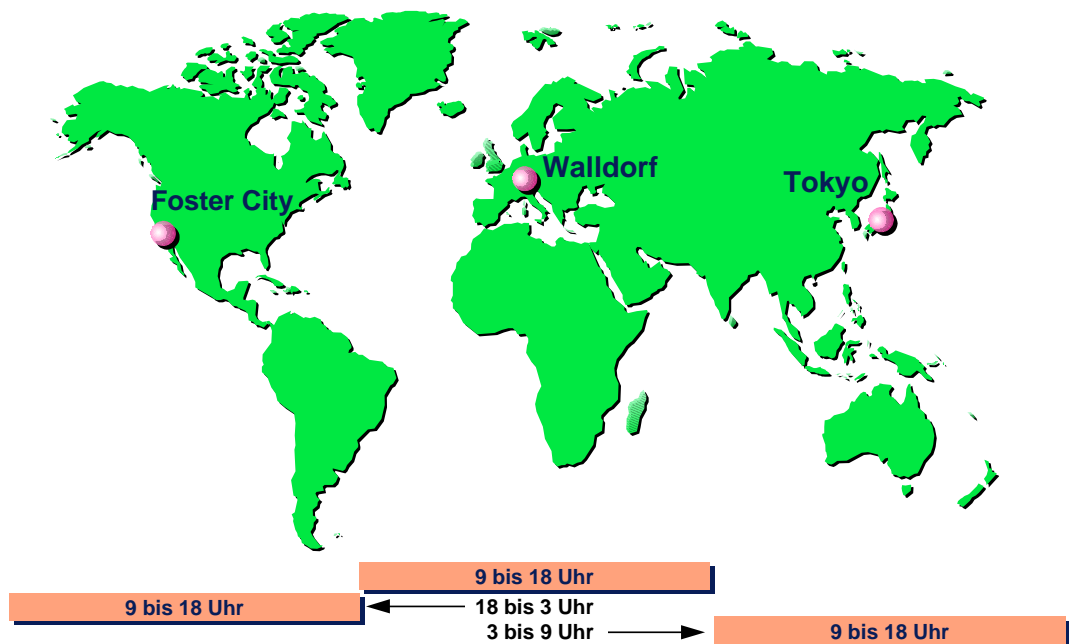 Walldorf
Tokyo
Foster City
9 bis 18 Uhr
9 bis 18 Uhr
18 bis 3 Uhr
3 bis 9 Uhr
9 bis 18 Uhr